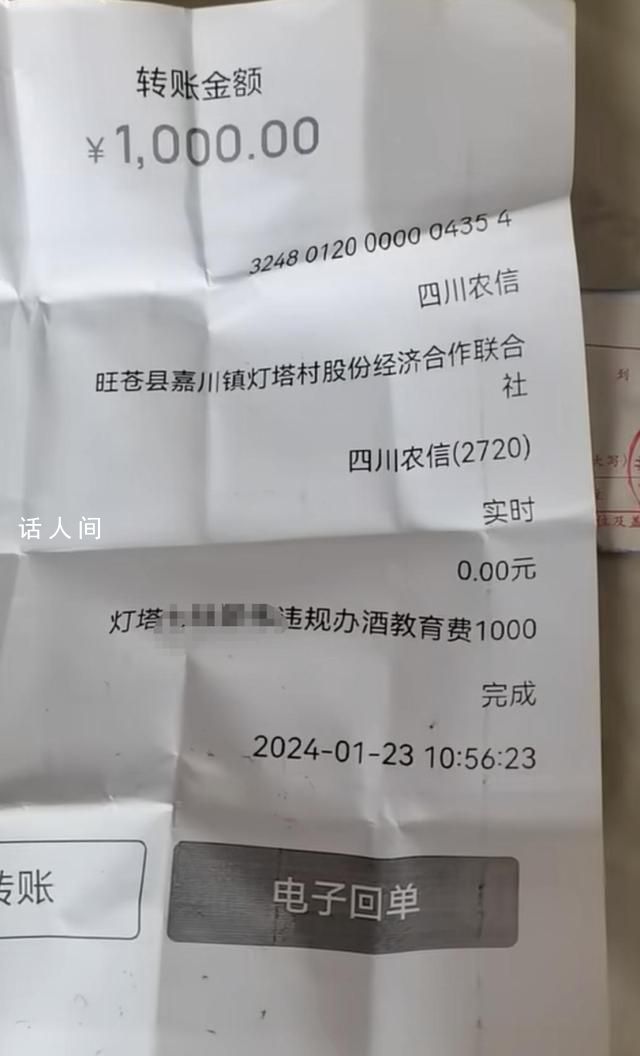 转账金额
¥1,000.00
3248 0120 0000 0435 4
四川农信
旺苍县嘉川镇灯塔村股份经济合作联合
社
四川农信(2720)
实时
0.00元
灯塔 违规办酒教育费1000
完成
2024-01-23 10:56:23
转账
电子回单
话人间
到